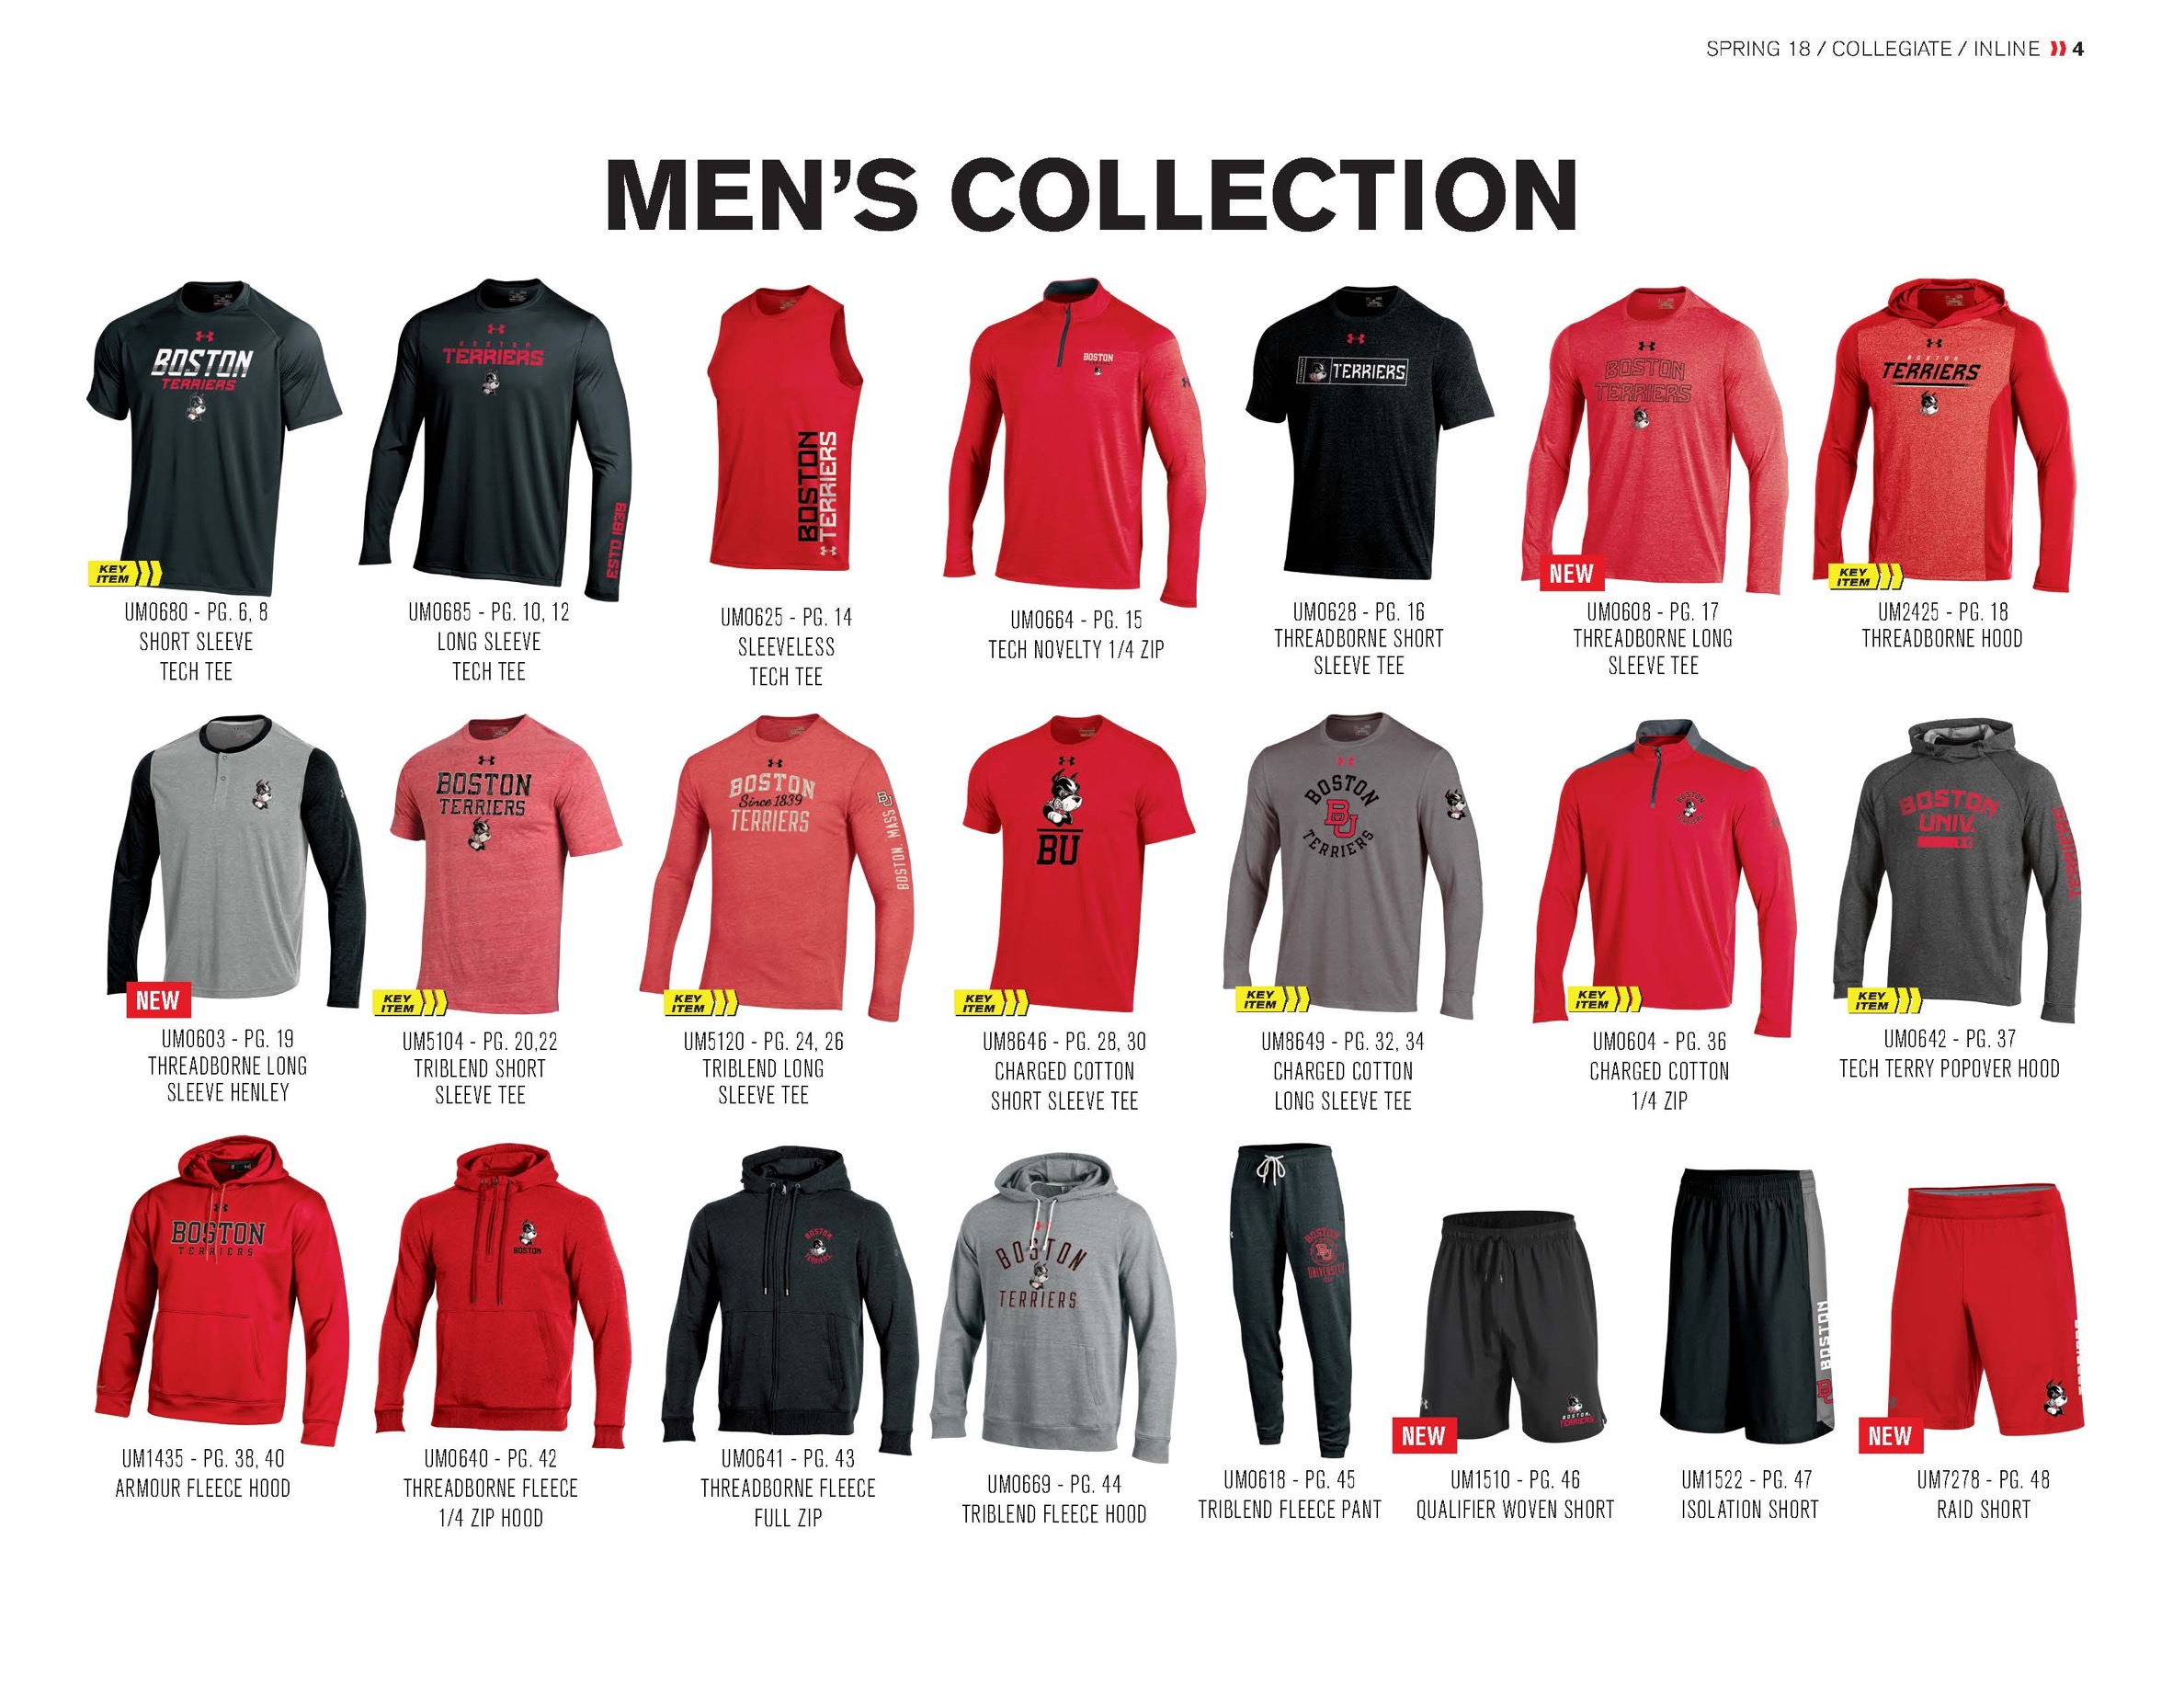 SPRING 18 / COLLEGIATE / INLINE 4
MEN'S COLLECTION
BOSTON
TERRIERS
KEY
ITEM
UM0680 - PG. 6, 8
SHORT SLEEVE
TECH TEE
BOSTON
TERRIERS
ESTD 1839
UM0685 - PG. 10, 12
LONG SLEEVE
TECH TEE
BOSTON
TERRIERS
UM0625 - PG. 14
SLEEVELESS
TECH TEE
BOSTON
UM0664 - PG. 15
TECH NOVELTY 1/4 ZIP
TERRIERS
UM0628 - PG. 16
THREADBORNE SHORT
SLEEVE TEE
BOSTON
TERRIERS
NEW
UM0608 - PG. 17
THREADBORNE LONG
SLEEVE TEE
BOSTON
TERRIERS
KEY
ITEM
UM2425 - PG. 18
THREADBORNE HOOD
NEW
UM0603 - PG. 19
THREADBORNE LONG
SLEEVE HENLEY
BOSTON
TERRIERS
KEY
ITEM
UM5104 - PG. 20,22
TRIBLEND SHORT
SLEEVE TEE
BOSTON
Since 1839
TERRIERS
BU
BOSTON, MASS
KEY
ITEM
UM5120 - PG. 24, 26
TRIBLEND LONG
SLEEVE TEE
BU
KEY
ITEM
UM8646 - PG. 28, 30
CHARGED COTTON
SHORT SLEEVE TEE
BOSTON
BU
TERRIERS
KEY
ITEM
UM8649 - PG. 32, 34
CHARGED COTTON
LONG SLEEVE TEE
BOSTON
TERRIERS
KEY
ITEM
UM0604 - PG. 36
CHARGED COTTON
1/4 ZIP
BOSTON
UNIV.
TERRIERS
KEY
ITEM
UM0642 - PG. 37
TECH TERRY POPOVER HOOD
BOSTON
TERRIERS
UM1435 - PG. 38, 40
ARMOUR FLEECE HOOD
BOSTON
UM0640 - PG. 42
THREADBORNE FLEECE
1/4 ZIP HOOD
BOSTON
TERRIERS
UM0641 - PG. 43
THREADBORNE FLEECE
FULL ZIP
BOSTON
TERRIERS
UM0669 - PG. 44
TRIBLEND FLEECE HOOD
BOSTON
BU
UNIVERSITY
UM0618 - PG. 45
TRIBLEND FLEECE PANT
BOSTON
TERRIERS
NEW
UM1510 - PG. 46
QUALIFIER WOVEN SHORT
BOSTON
BU
UM1522 - PG. 47
ISOLATION SHORT
NEW
UM7278 - PG. 48
RAID SHORT